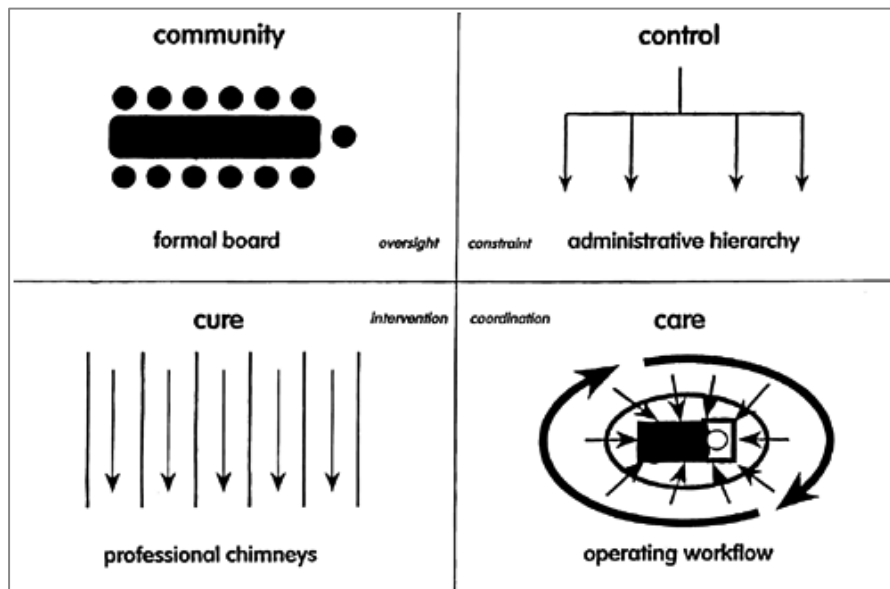 community
control
formal board
oversight
constraint
administrative hierarchy
cure
intervention
coordination
care
professional chimneys
operating workflow